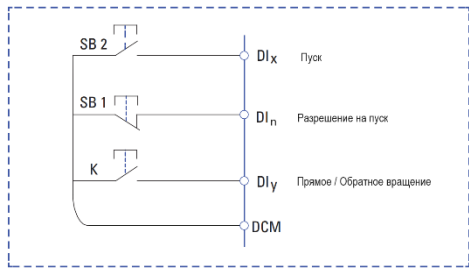 SB 2 DIx Пуск
SB 1 DIn Разрешение на пуск
K DIy Прямое / Обратное вращение
DCM